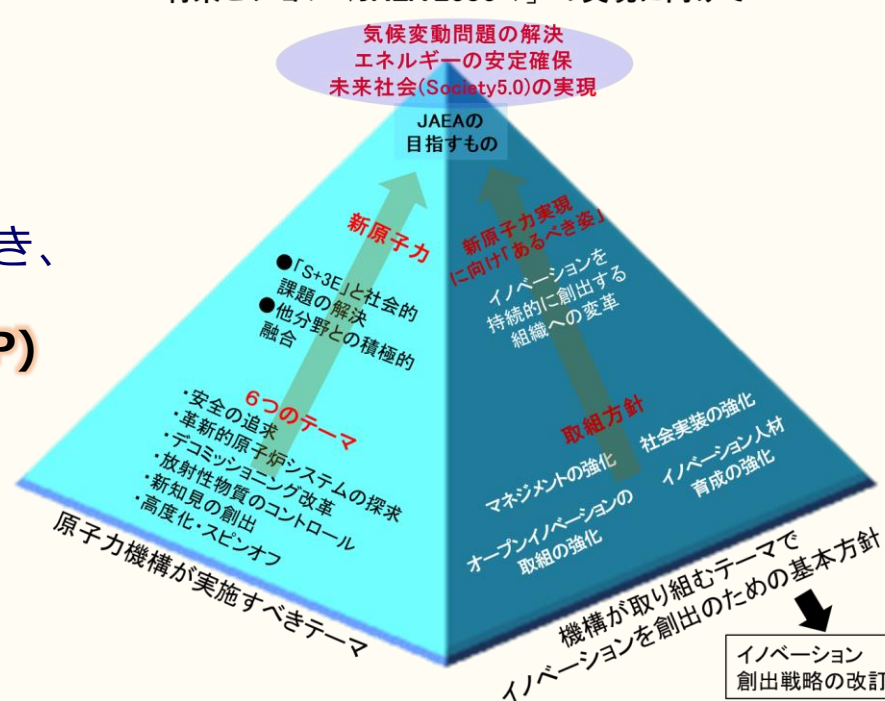 気候変動問題の解決
エネルギーの安定確保
未来社会(Society5.0)の実現
JAEAの
目指すもの
き、
P)
新原子力
●「S+3E」と社会的
課題の解決
●他分野との積極的
融合
6つのテーマ
・安全の追求
・革新的原子炉システムの探求
・デコミッショニング改革
・放射性物質のコントロール
・新知見の創出
・高度化・スピンオフ
原子力機構が実施すべきテーマ
新原子力実現
に向け「あるべき姿」
イノベーションを
持続的に創出する
組織への変革
取組方針
マネジメントの強化
社会実装の強化
オープンイノベーションの
取組の強化
イノベーション人材
育成の強化
機構が取り組むテーマで
イノベーションを創出のための基本方針
イノベーション
創出戦略の改訂